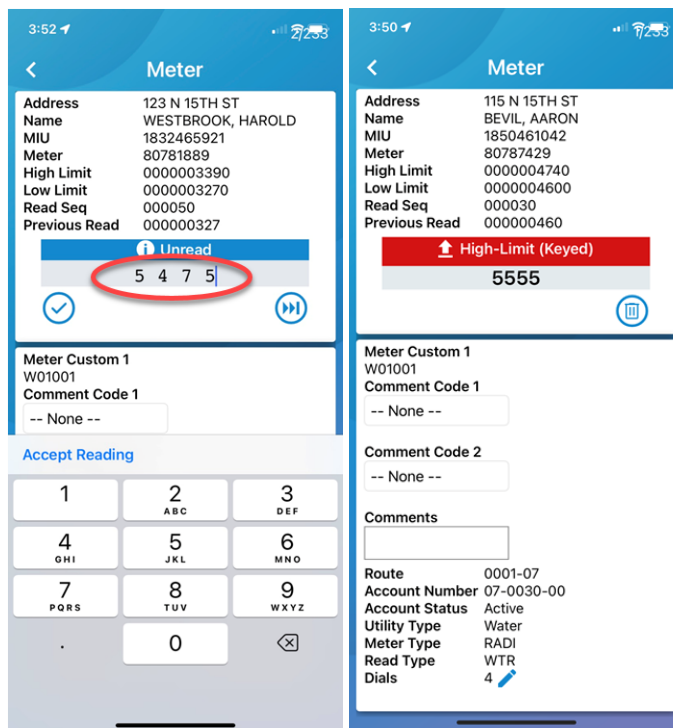 3:52
2/253
Meter
Address 123 N 15TH ST
Name WESTBROOK, HAROLD
MIU 1832465921
Meter 80781889
High Limit 0000003390
Low Limit 0000003270
Read Seq 000050
Previous Read 000000327
Unread
5 4 7 5
Meter Custom 1
W01001
Comment Code 1
-- None --
Accept Reading
1
2 ABC
3 DEF
4 GHI
5 JKL
6 MNO
7 PQRS
8 TUV
9 WXYZ
.
0
3:50
Meter
Address 115 N 15TH ST
Name BEVIL, AARON
MIU 1850461042
Meter 80787429
High Limit 0000004740
Low Limit 0000004600
Read Seq 000030
Previous Read 000000460
High-Limit (Keyed)
5555
Meter Custom 1
W01001
Comment Code 1
-- None --
Comment Code 2
-- None --
Comments
Route 0001-07
Account Number 07-0030-00
Account Status Active
Utility Type Water
Meter Type RADI
Read Type WTR
Dials 4